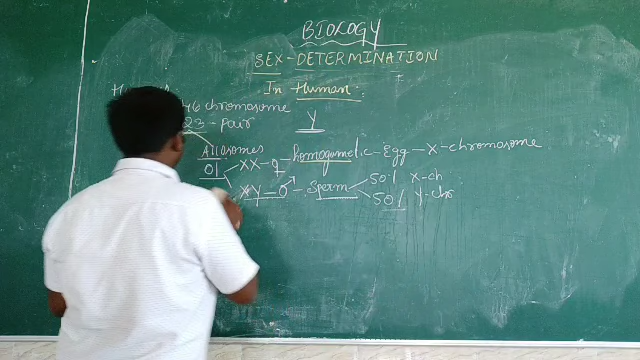 BIOLOGY
SEX-DETERMINATION
In Human
46 chromosome
23 - pair
Y
Allosomes
01 XX - ♀ - homogametic - Egg - X - chromosome
XY - ♂ - Sperm 50% X-ch
50% Y-chr